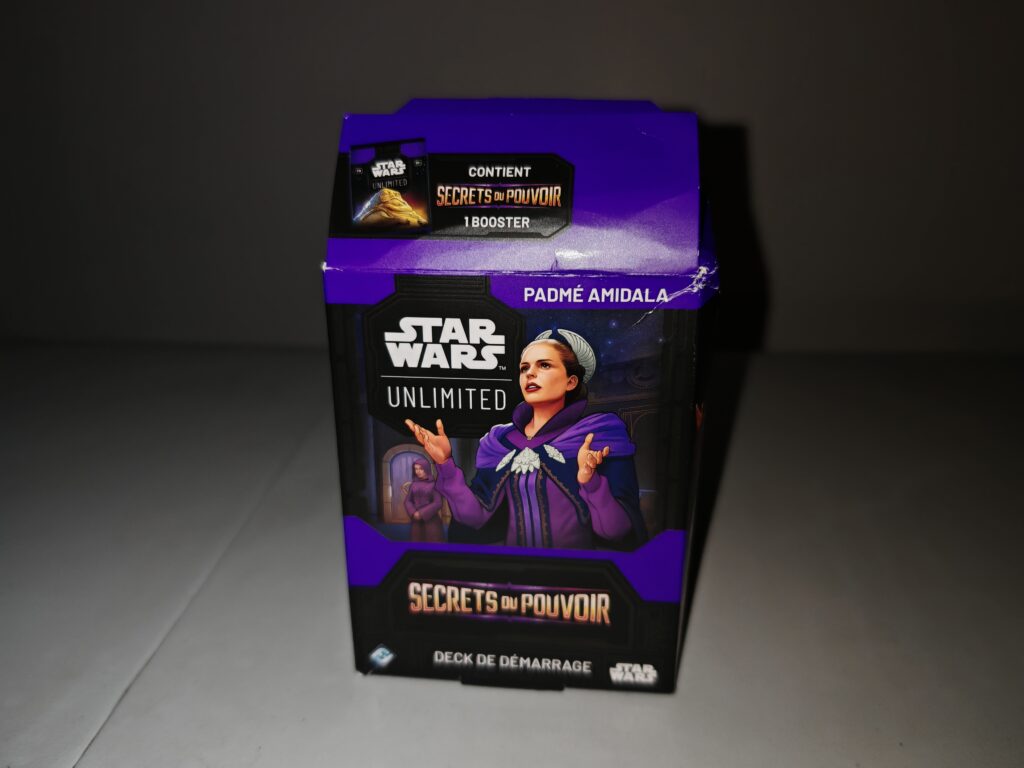 STAR
WARS
UNLIMITED
CONTIENT
SECRETS DU POUVOIR
1 BOOSTER
PADMÉ AMIDALA
STAR
WARS™
UNLIMITED
SECRETS DU POUVOIR
DECK DE DÉMARRAGE
STAR
WARS